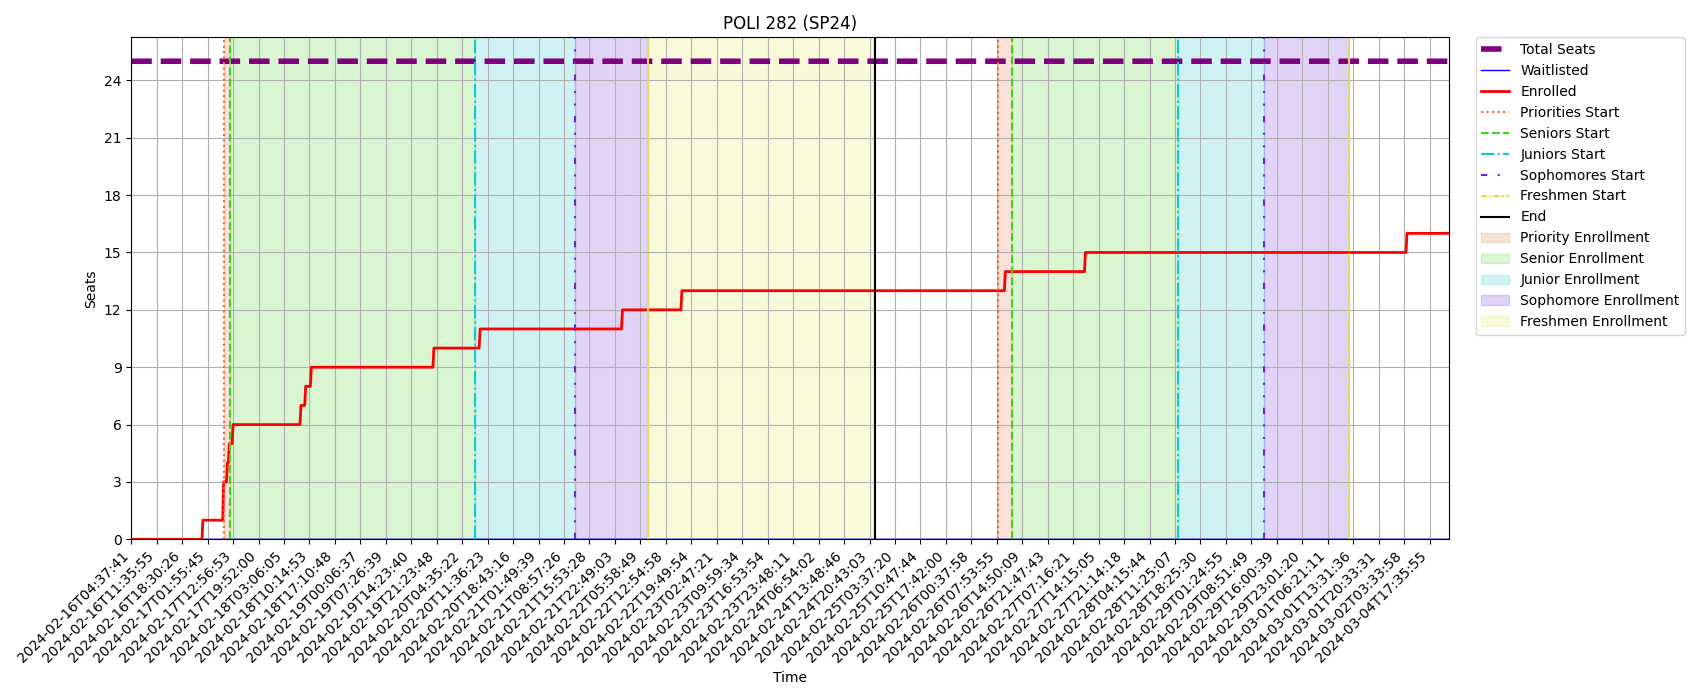 POLI 282 (SP24)
Seats
24
21
18
15
12
9
6
3
0
2024-02-16T04:37:41
2024-02-16T11:35:55
2024-02-16T18:30:26
2024-02-17T01:55:45
2024-02-17T12:56:53
2024-02-17T19:52:00
2024-02-18T03:06:05
2024-02-18T10:14:53
2024-02-18T17:10:48
2024-02-19T00:06:37
2024-02-19T07:26:39
2024-02-19T14:23:40
2024-02-19T21:23:48
2024-02-20T04:35:22
2024-02-20T11:36:23
2024-02-20T18:43:16
2024-02-21T01:49:39
2024-02-21T08:57:26
2024-02-21T15:53:28
2024-02-21T22:49:03
2024-02-22T05:58:49
2024-02-22T12:54:58
2024-02-22T19:49:54
2024-02-23T02:47:21
2024-02-23T09:59:34
2024-02-23T16:53:54
2024-02-23T23:48:11
2024-02-24T06:54:02
2024-02-24T13:48:46
2024-02-24T20:43:03
2024-02-25T03:37:20
2024-02-25T10:47:44
2024-02-25T17:42:00
2024-02-26T00:37:58
2024-02-26T07:53:55
2024-02-26T14:50:09
2024-02-26T21:47:43
2024-02-27T07:16:21
2024-02-27T14:15:05
2024-02-27T21:14:18
2024-02-28T04:15:44
2024-02-28T11:25:07
2024-02-28T18:25:30
2024-02-29T01:24:55
2024-02-29T08:51:49
2024-02-29T16:00:39
2024-02-29T23:01:20
2024-03-01T06:21:11
2024-03-01T13:31:36
2024-03-01T20:33:31
2024-03-02T03:33:58
2024-03-04T17:35:55
Time
Total Seats
Waitlisted
Enrolled
Priorities Start
Seniors Start
Juniors Start
Sophomores Start
Freshmen Start
End
Priority Enrollment
Senior Enrollment
Junior Enrollment
Sophomore Enrollment
Freshmen Enrollment